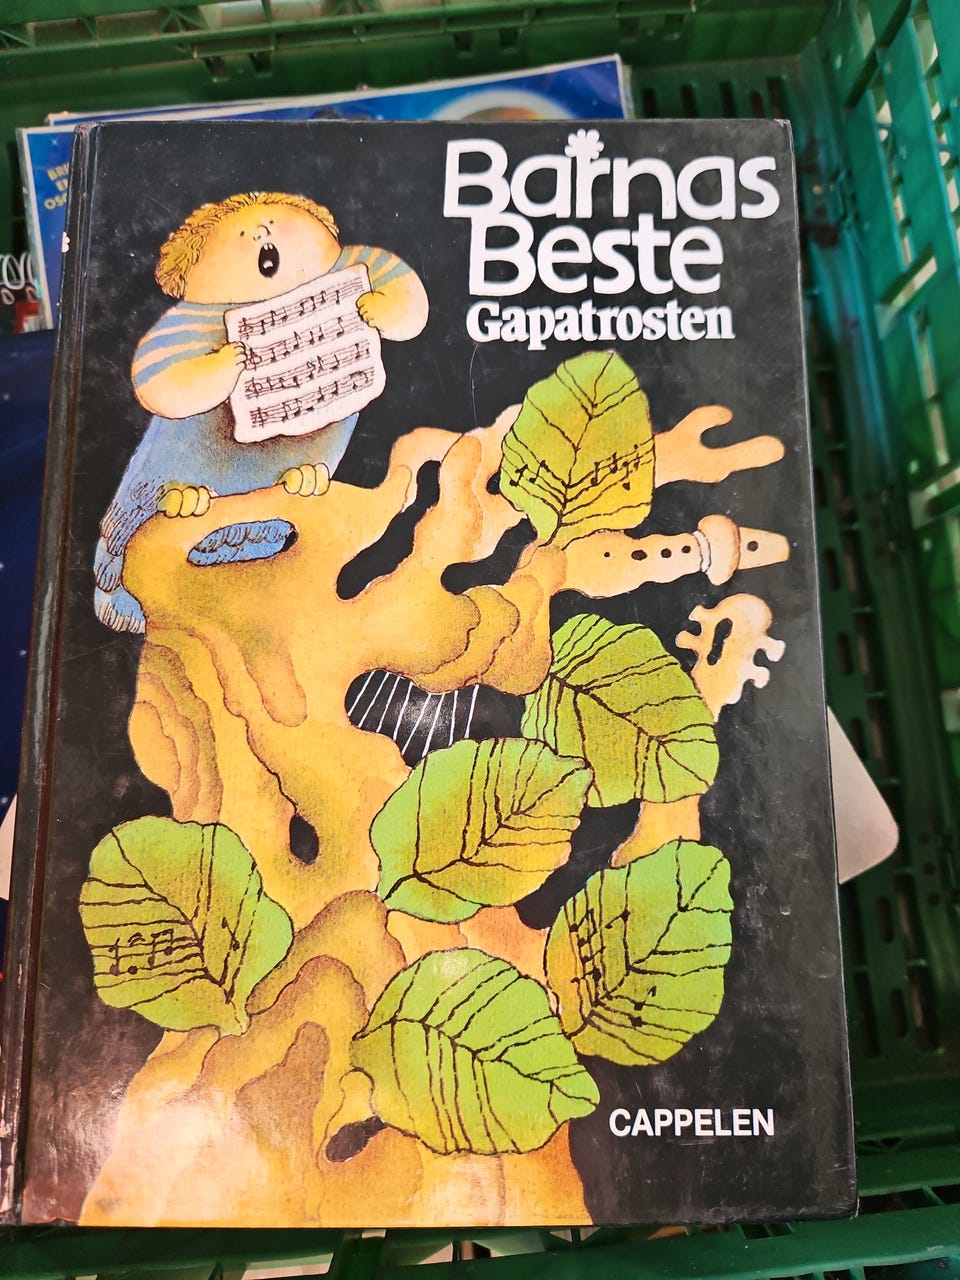 Barnas
Beste
Gapatrosten
CAPPELEN